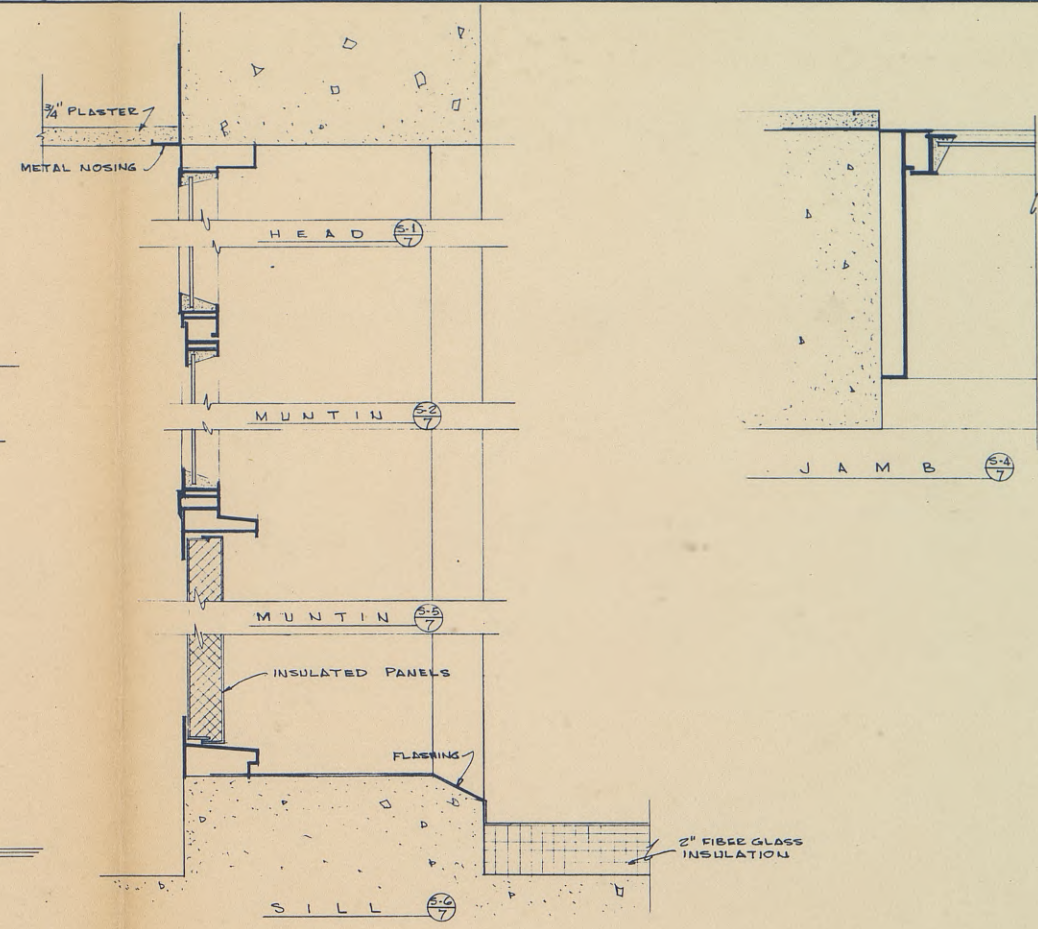 3/4" PLASTER
METAL NOSING
HEAD S-1/7
MUNTIN S-2/7
JAMB S-4/7
MUNTIN S-5/7
INSULATED PANELS
FLASHING
2" FIBER GLASS
INSULATION
SILL S-6/7